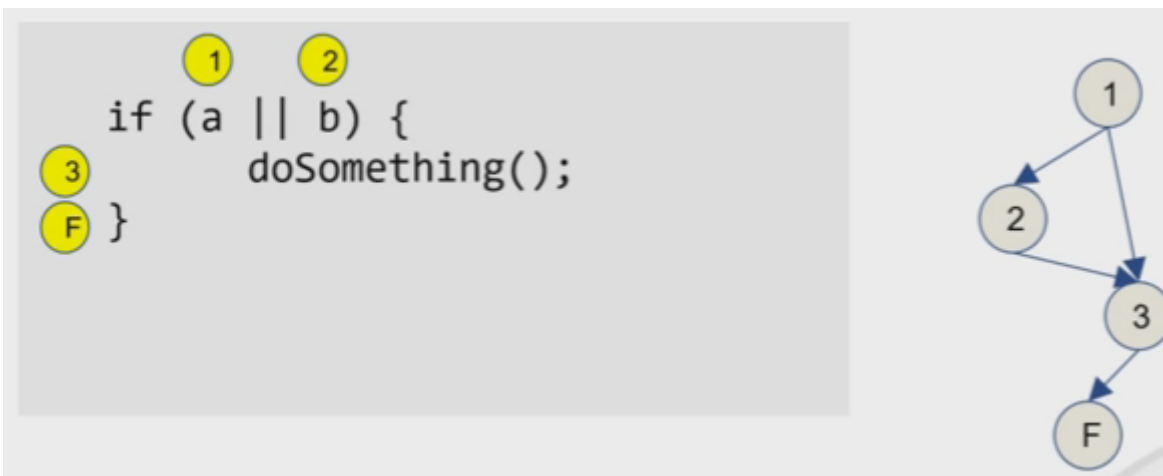 1 2
if (a || b) {
3 doSomething();
F }
1
2
3
F